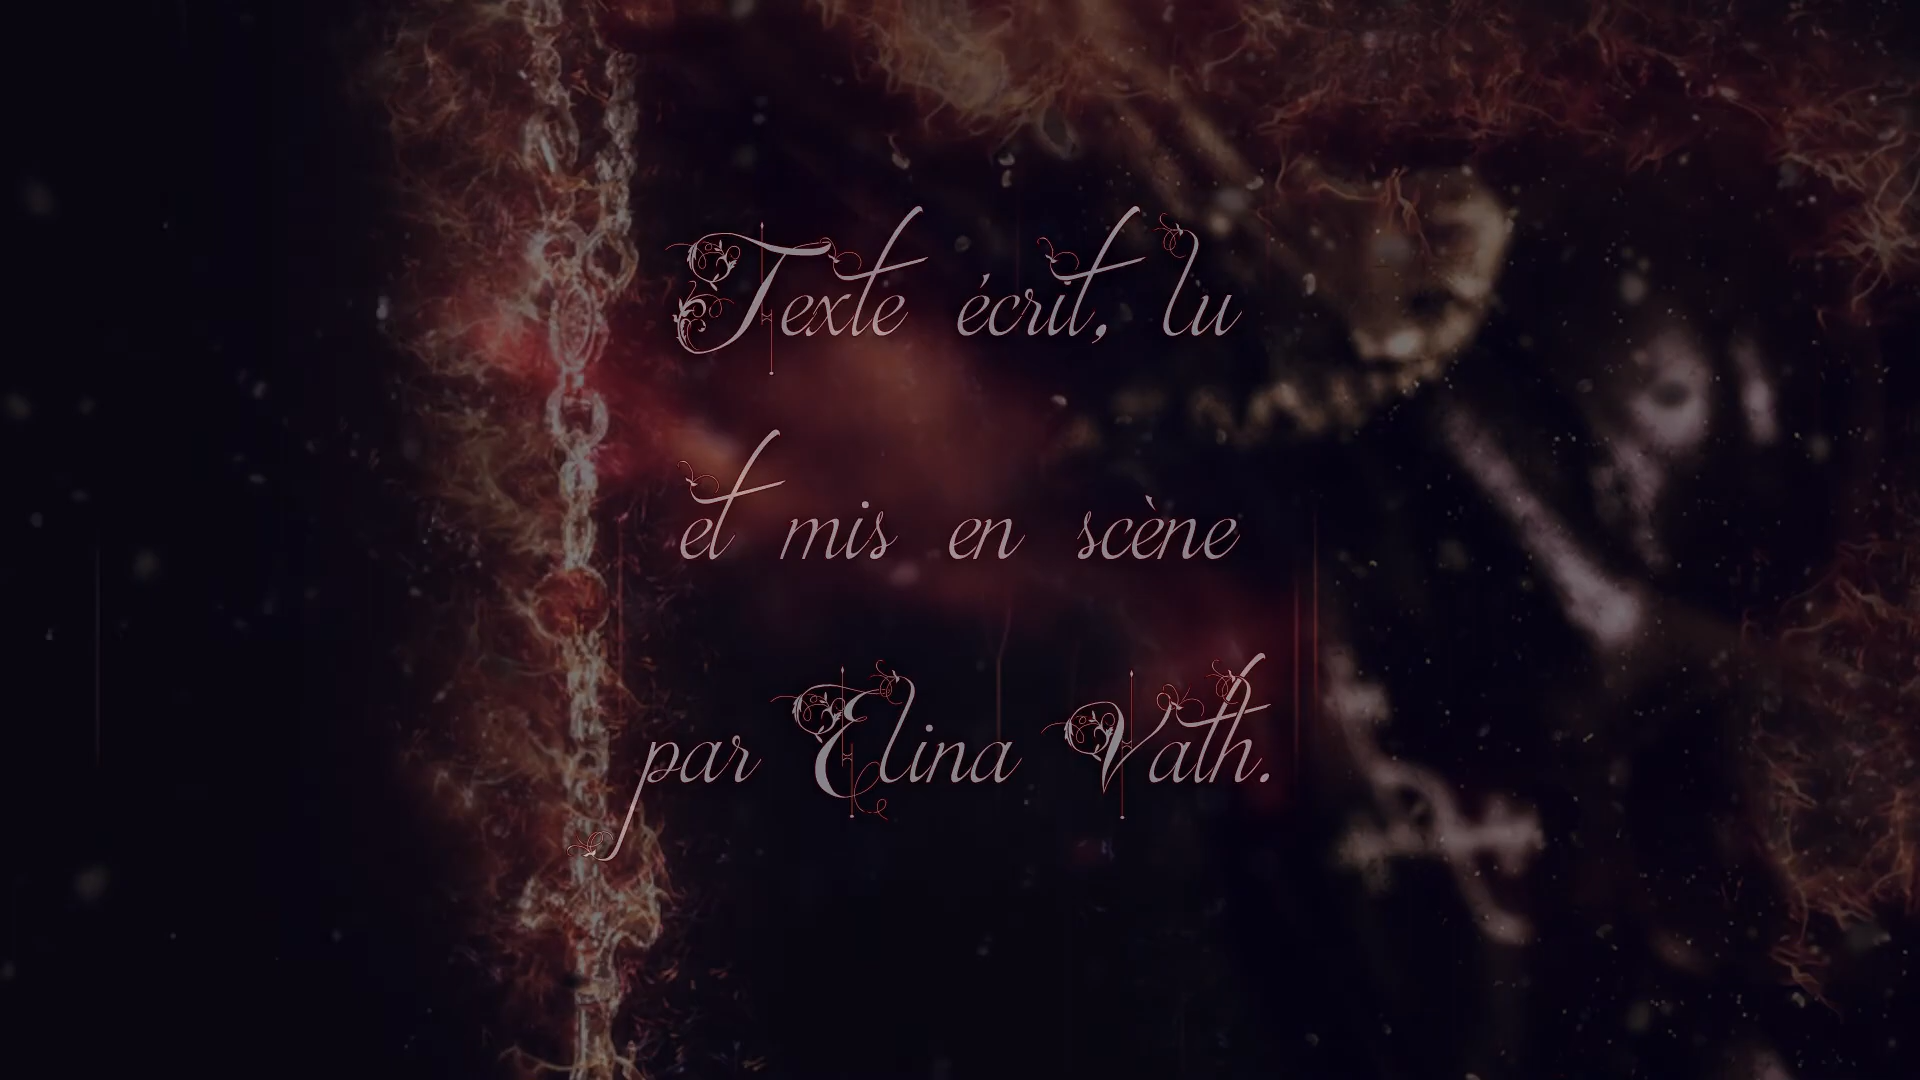 Texte écrit, lu
et mis en scène
par Elina Vath.